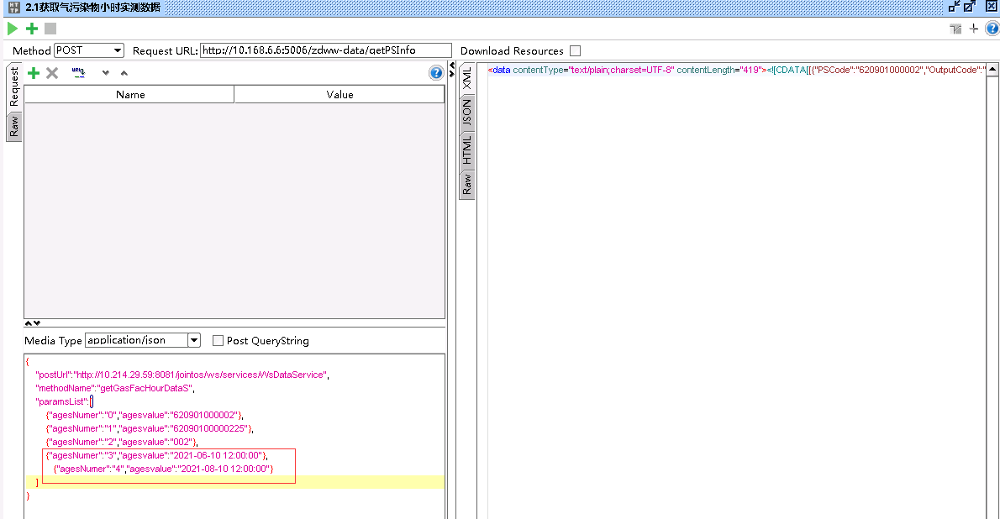 2.1获取气污染物小时实测数据
Method POST Request URL: http://10.168.6.6:5006/zdww-data/getPSInfo Download Resources
Request
Raw
Name Value
Media Type application/json Post QueryString
{
"postUrl":"http://10.214.29.59:8081/jointos/ws/services/WsDataService",
"methodName":"getGasFacHourDataS",
"paramsList":[
{"agesNumer":"0","agesvalue":"620901000002"},
{"agesNumer":"1","agesvalue":"62090100000225"},
{"agesNumer":"2","agesvalue":"002"},
{"agesNumer":"3","agesvalue":"2021-06-10 12:00:00"},
{"agesNumer":"4","agesvalue":"2021-08-10 12:00:00"}
]
}
XML
JSON
HTML
Raw
<data contentType="text/plain;charset=UTF-8" contentLength="419"><![CDATA[[{"PSCode":"620901000002","OutputCode":"